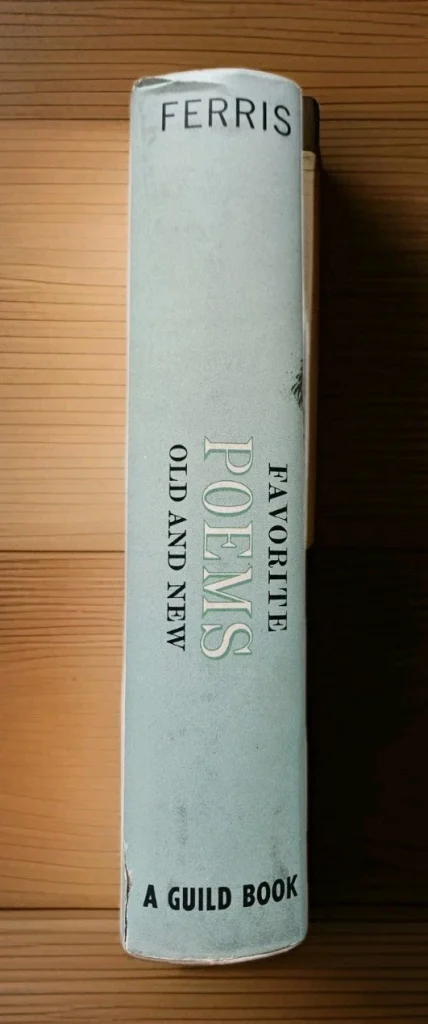 FERRIS
FAVORITE
POEMS
OLD AND NEW
A GUILD BOOK